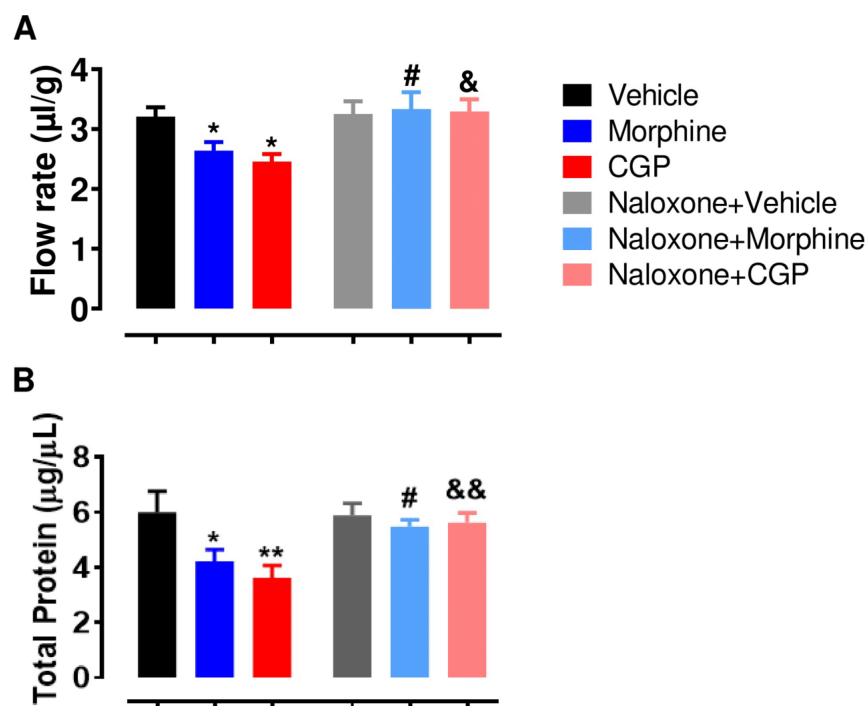 A
Flow rate (µl/g)
4
3
2
1
0
*
*
#
&
Vehicle
Morphine
CGP
Naloxone+Vehicle
Naloxone+Morphine
Naloxone+CGP
B
Total Protein (µg/µL)
8
6
4
2
0
*
**
#
&&